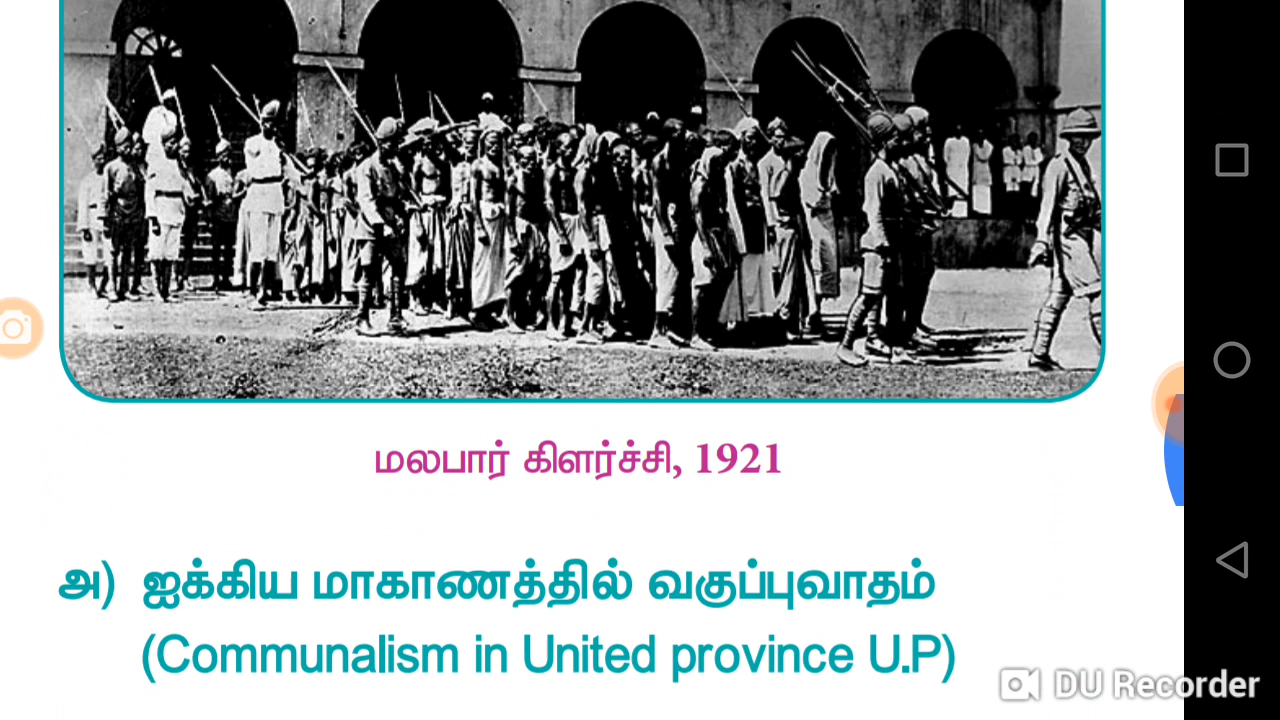 மலபார் கிளர்ச்சி, 1921
அ) ஐக்கிய மாகாணத்தில் வகுப்புவாதம்
(Communalism in United province U.P)
DU Recorder